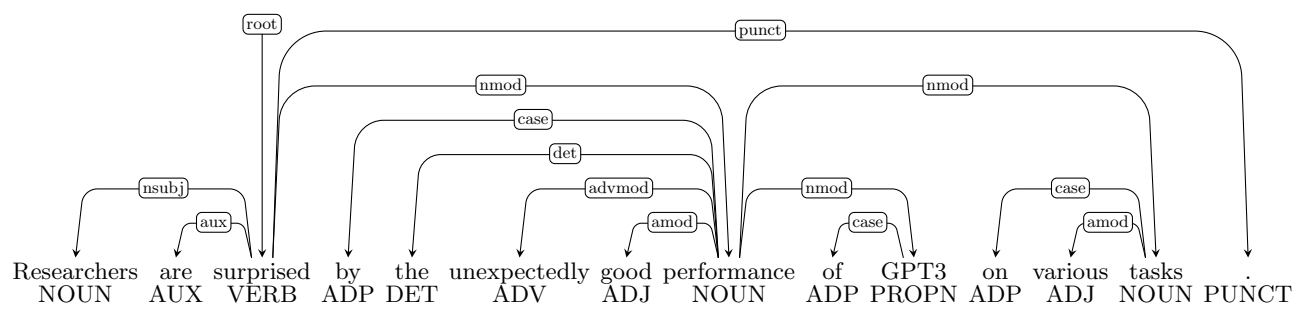 root
punct
nmod nmod
case
det
nsubj advmod nmod case
aux amod case amod
Researchers are surprised by the unexpectedly good performance of GPT3 on various tasks .
NOUN AUX VERB ADP DET ADV ADJ NOUN ADP PROPN ADP ADJ NOUN PUNCT